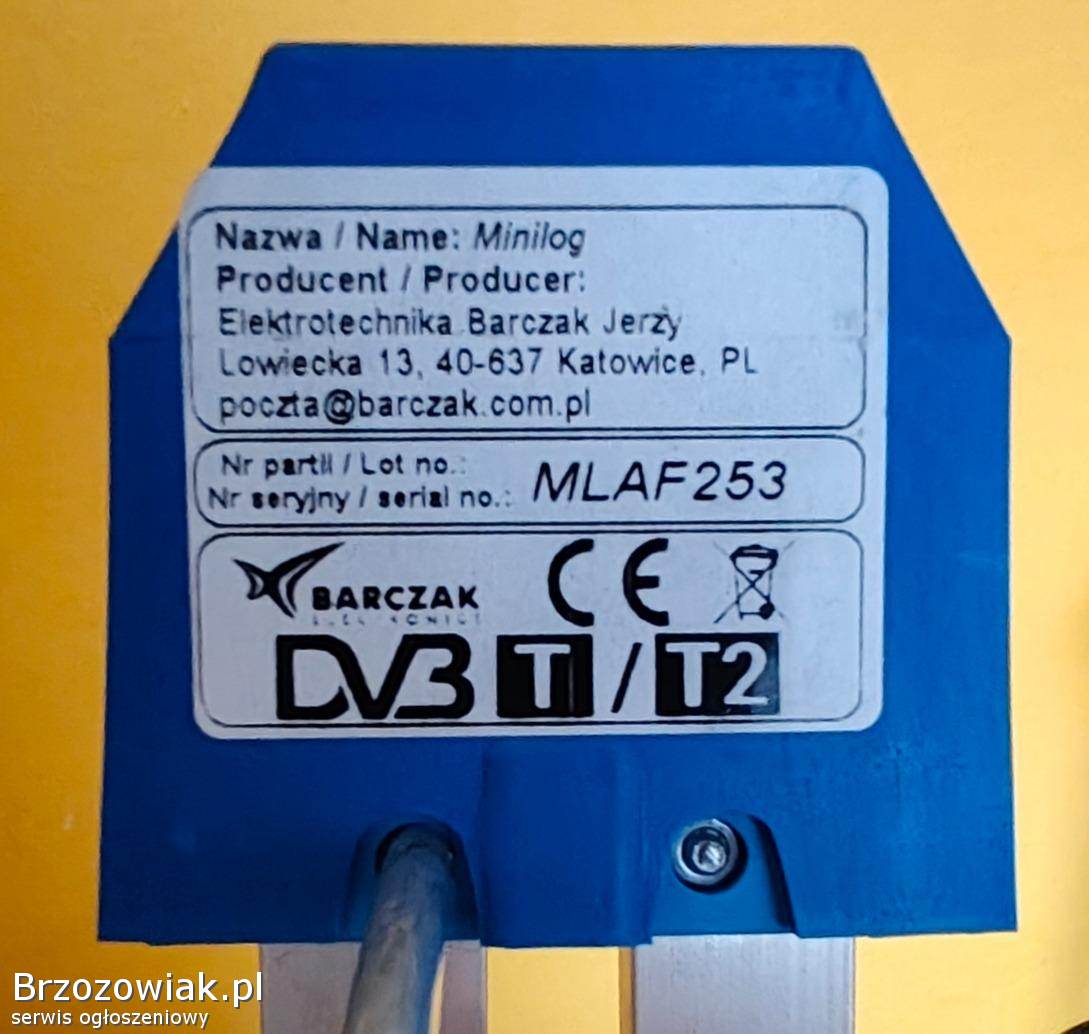 Nazwa / Name: Minilog
Producent / Producer:
Elektrotechnika Barczak Jerzy
Lowiecka 13, 40-637 Katowice, PL
poczta@barczak.com.pl
Nr partii / Lot no.:
Nr seryjny / serial no.: MLAF253
BARCZAK
ELECTRONICS
CE
DVB T / T2
Brzozowiak.pl
serwis ogłoszeniowy